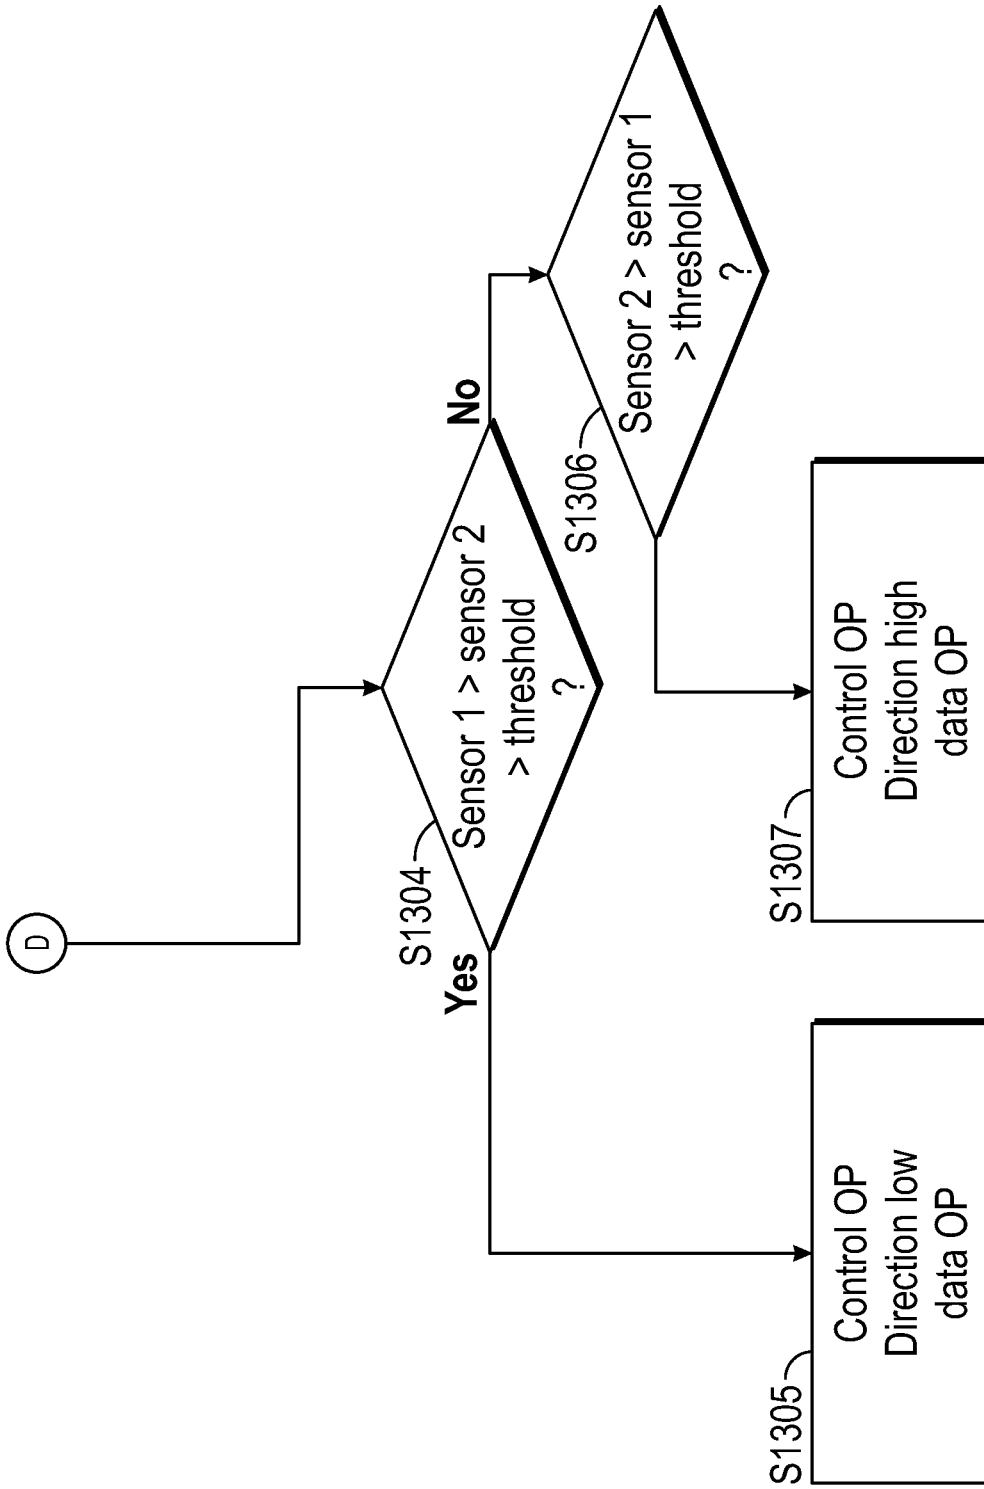 D
S1304
Yes
Sensor 1 > sensor 2
> threshold
?
No
S1306
Sensor 2 > sensor 1
> threshold
?
S1305
Control OP
Direction low
data OP
S1307
Control OP
Direction high
data OP